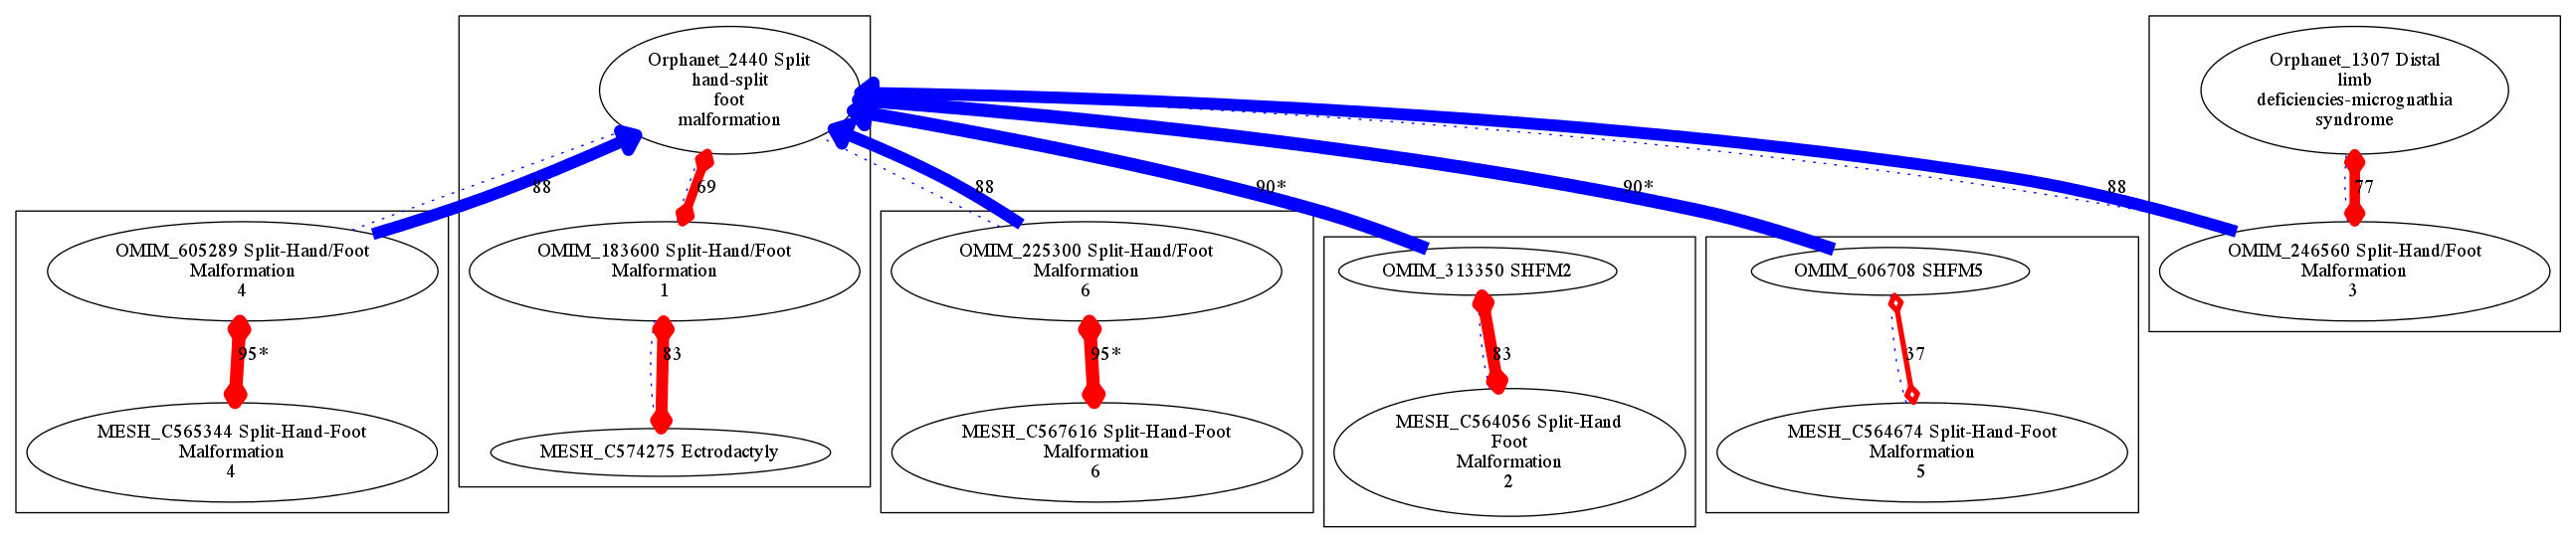 Orphanet_2440 Split
hand-split
foot
malformation
Orphanet_1307 Distal
limb
deficiencies-micrognathia
syndrome
88
69
88
90*
90*
88
77
OMIM_605289 Split-Hand/Foot
Malformation
4
OMIM_183600 Split-Hand/Foot
Malformation
1
OMIM_225300 Split-Hand/Foot
Malformation
6
OMIM_313350 SHFM2
OMIM_606708 SHFM5
OMIM_246560 Split-Hand/Foot
Malformation
3
95*
83
95*
83
37
MESH_C565344 Split-Hand-Foot
Malformation
4
MESH_C574275 Ectrodactyly
MESH_C567616 Split-Hand-Foot
Malformation
6
MESH_C564056 Split-Hand
Foot
Malformation
2
MESH_C564674 Split-Hand-Foot
Malformation
5